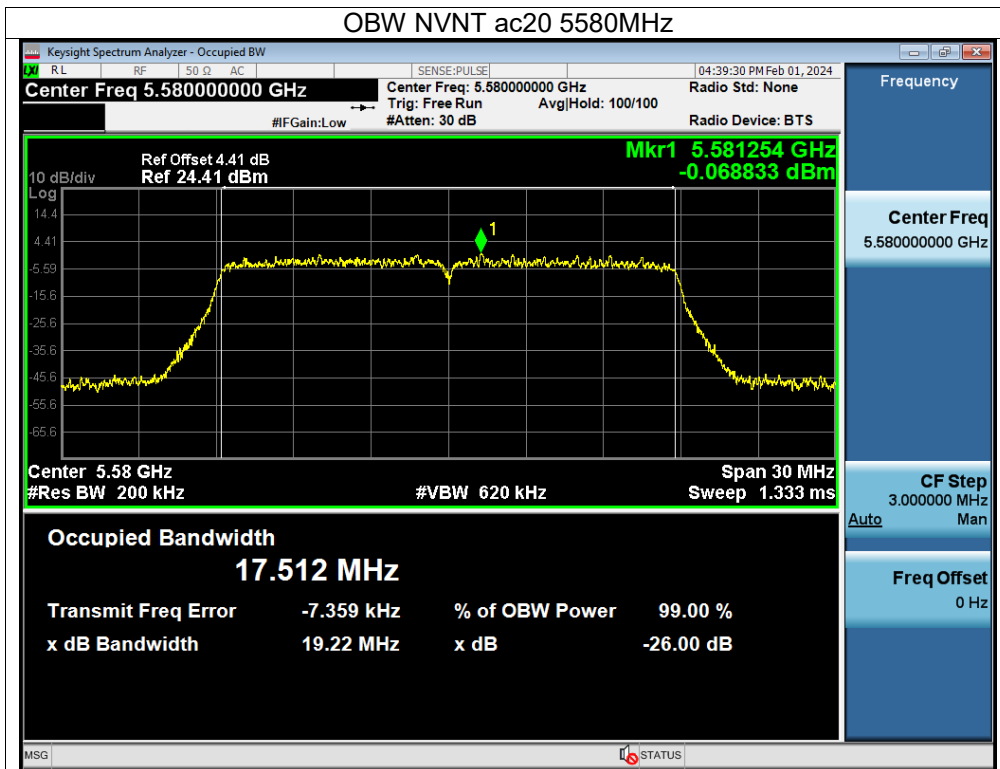 OBW NVNT ac20 5580MHz
Keysight Spectrum Analyzer - Occupied BW
LXI RL RF 50 Ω AC SENSE:PULSE 04:39:30 PM Feb 01, 2024
Center Freq 5.580000000 GHz
Center Freq: 5.580000000 GHz Radio Std: None
Trig: Free Run Avg|Hold: 100/100
#IFGain:Low #Atten: 30 dB Radio Device: BTS
Mkr1 5.581254 GHz
-0.068833 dBm
Ref Offset 4.41 dB
10 dB/div Ref 24.41 dBm
Log
14.4
4.41
-5.59
-15.6
-25.6
-35.6
-45.6
-55.6
-65.6
1
Center 5.58 GHz Span 30 MHz
#Res BW 200 kHz #VBW 620 kHz Sweep 1.333 ms
Occupied Bandwidth
17.512 MHz
Transmit Freq Error -7.359 kHz % of OBW Power 99.00 %
x dB Bandwidth 19.22 MHz x dB -26.00 dB
Frequency
Center Freq
5.580000000 GHz
CF Step
3.000000 MHz
Auto Man
Freq Offset
0 Hz
MSG STATUS